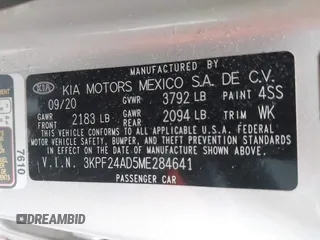 MANUFACTURED BY
KIA KIA MOTORS MEXICO S.A. DE C.V.
09/20 GVWR 3792 LB PAINT 4SS
GAWR FRONT 2183 LB GAWR REAR 2094 LB TRIM WK
THIS VEHICLE CONFORMS TO ALL APPLICABLE FEDERAL
MOTOR VEHICLE SAFETY, BUMPER, AND THEFT PREVENTION
STANDARDS IN EFFECT ON THE DATE OF MANUFACTURE
SHOWN ABOVE.
V.I.N. 3KPF24AD5ME284641
PASSENGER CAR
7610
DREAMBID
DREAMBID.COM